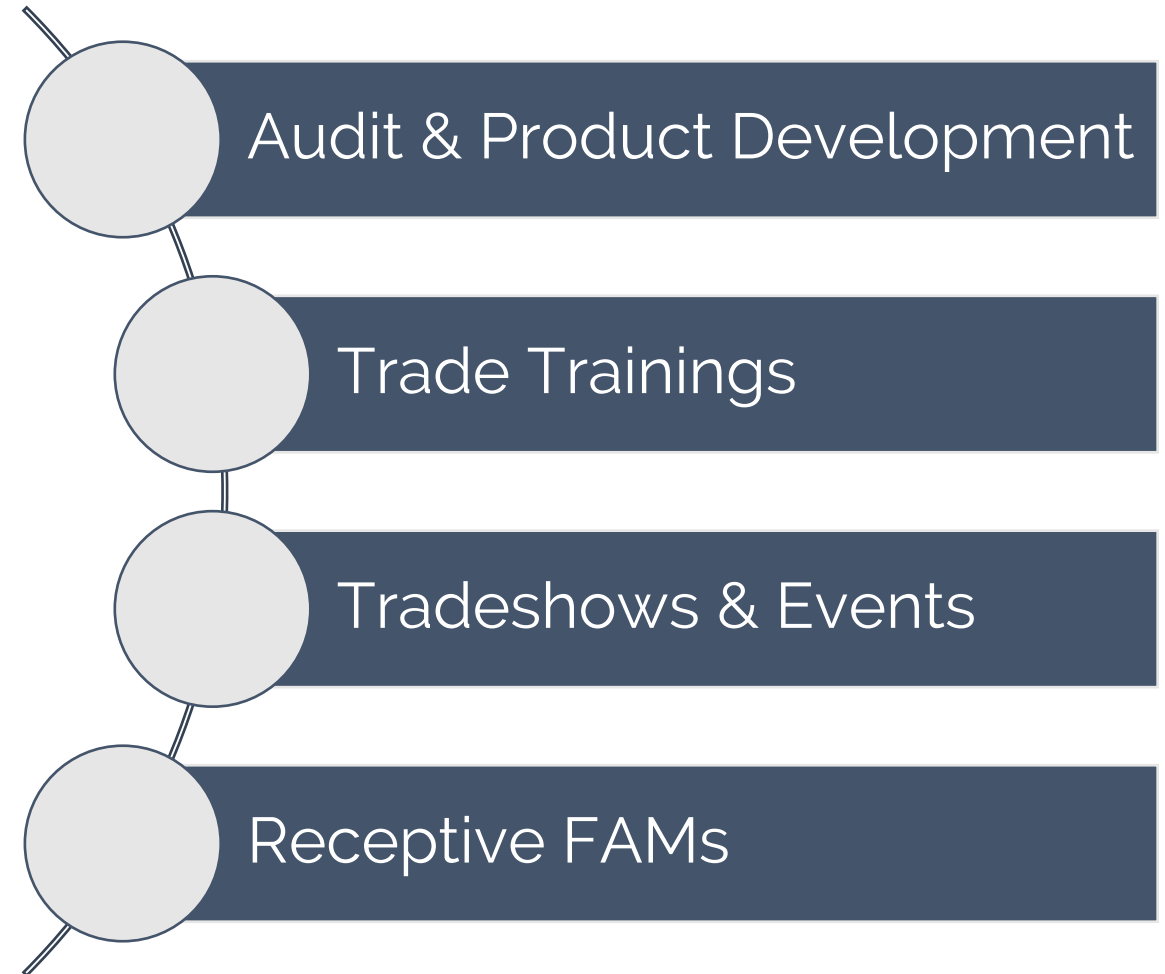 Audit & Product Development
Trade Trainings
Tradeshows & Events
Receptive FAMs